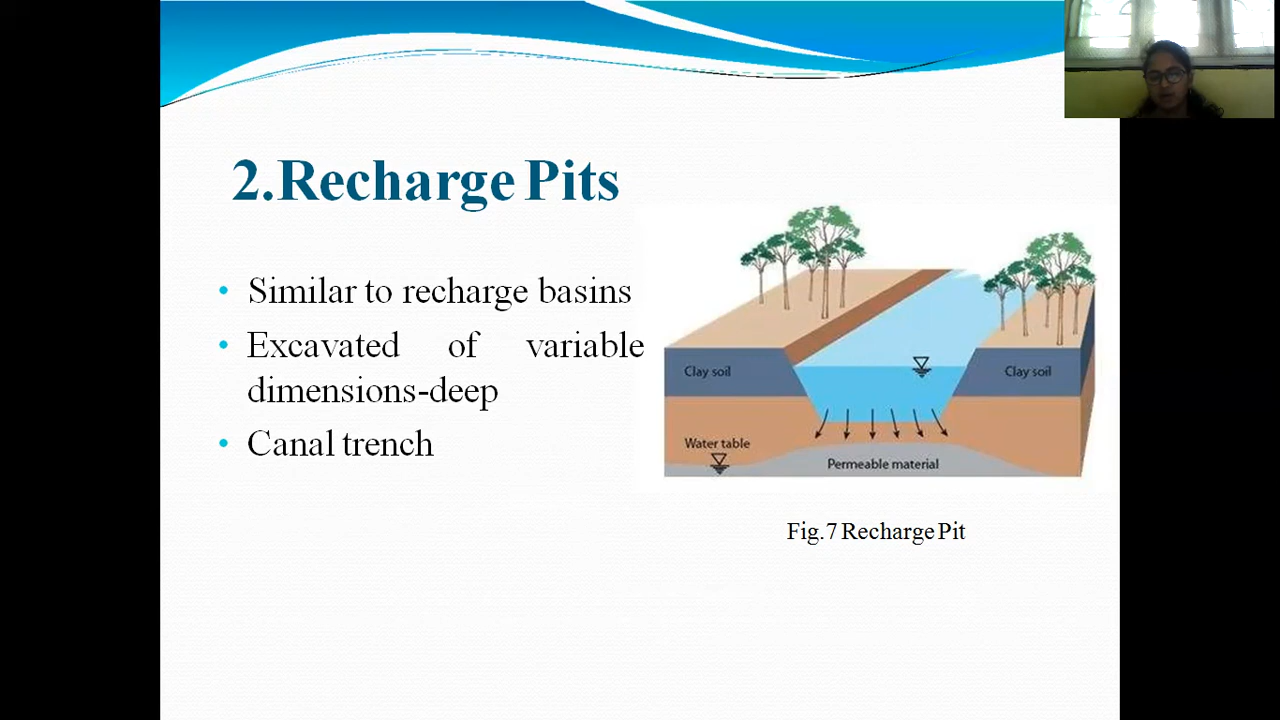 2.Recharge Pits
• Similar to recharge basins
• Excavated of variable
dimensions-deep
• Canal trench
Clay soil
Clay soil
Water table
Permeable material
Fig.7 Recharge Pit